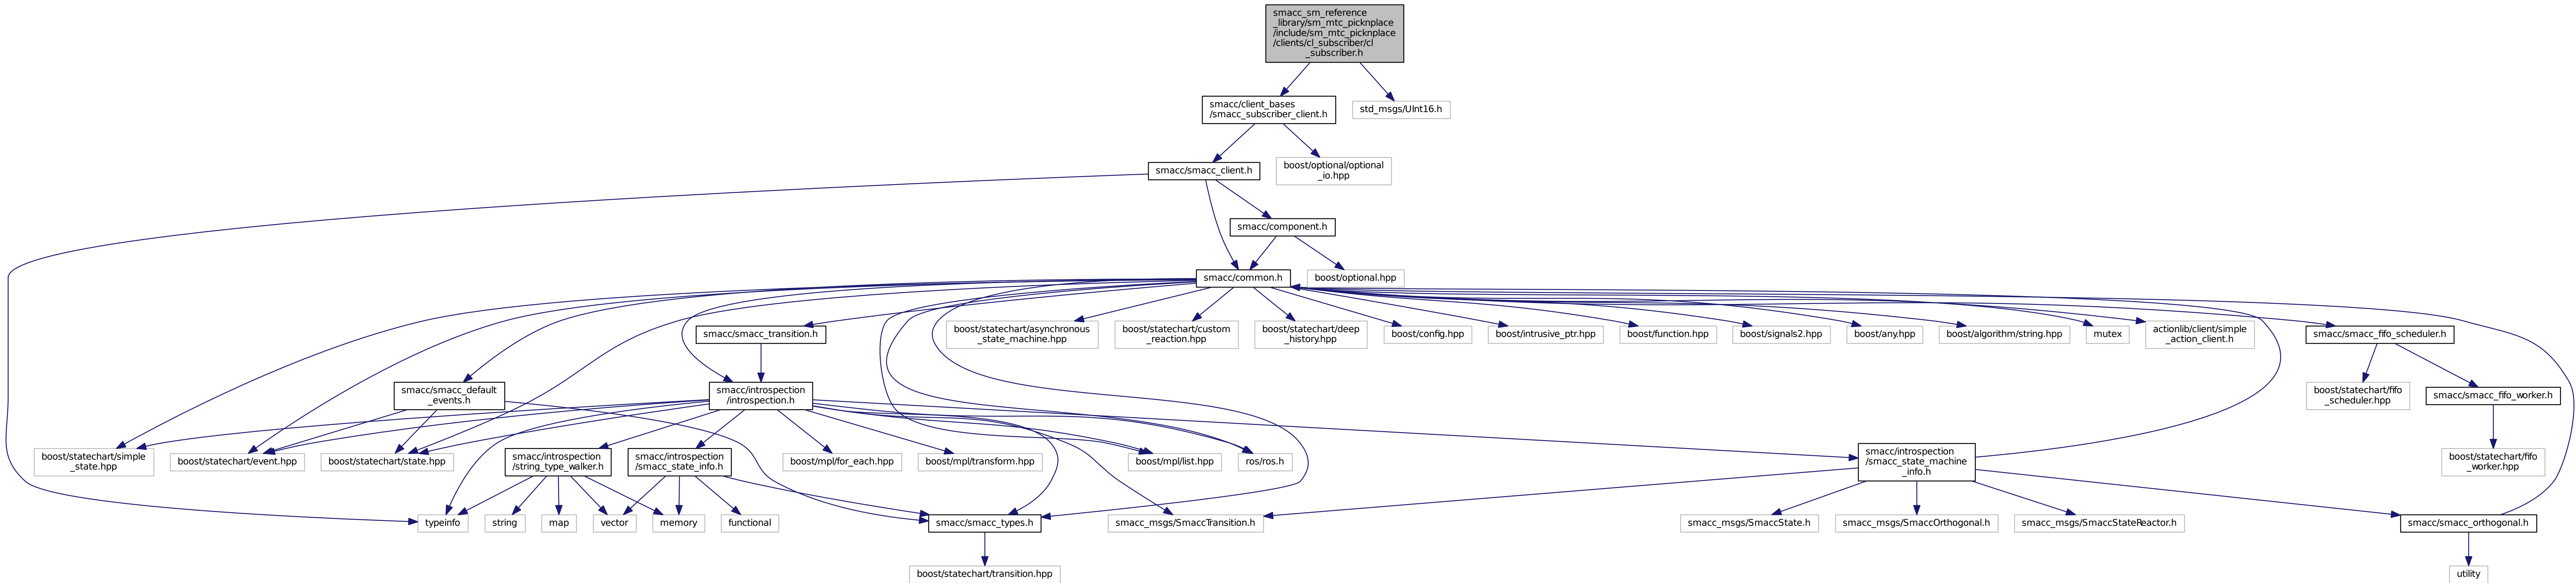 smacc_sm_reference
_library/sm_mtc_picknplace
/include/sm_mtc_picknplace
/clients/cl_subscriber/cl
_subscriber.h
smacc/client_bases
/smacc_subscriber_client.h
std_msgs/UInt16.h
smacc/smacc_client.h
boost/optional/optional
_io.hpp
smacc/component.h
smacc/common.h
boost/optional.hpp
smacc/smacc_transition.h
boost/statechart/asynchronous
_state_machine.hpp
boost/statechart/custom
_reaction.hpp
boost/statechart/deep
_history.hpp
boost/config.hpp
boost/intrusive_ptr.hpp
boost/function.hpp
boost/signals2.hpp
boost/any.hpp
boost/algorithm/string.hpp
mutex
actionlib/client/simple
_action_client.h
smacc/smacc_fifo_scheduler.h
smacc/smacc_default
_events.h
smacc/introspection
/introspection.h
boost/statechart/fifo
_scheduler.hpp
smacc/smacc_fifo_worker.h
boost/statechart/simple
_state.hpp
boost/statechart/event.hpp
boost/statechart/state.hpp
smacc/introspection
/string_type_walker.h
smacc/introspection
/smacc_state_info.h
boost/mpl/for_each.hpp
boost/mpl/transform.hpp
boost/mpl/list.hpp
ros/ros.h
smacc/introspection
/smacc_state_machine
_info.h
boost/statechart/fifo
_worker.hpp
typeinfo
string
map
vector
memory
functional
smacc/smacc_types.h
smacc_msgs/SmaccTransition.h
smacc_msgs/SmaccState.h
smacc_msgs/SmaccOrthogonal.h
smacc_msgs/SmaccStateReactor.h
smacc/smacc_orthogonal.h
boost/statechart/transition.hpp
utility